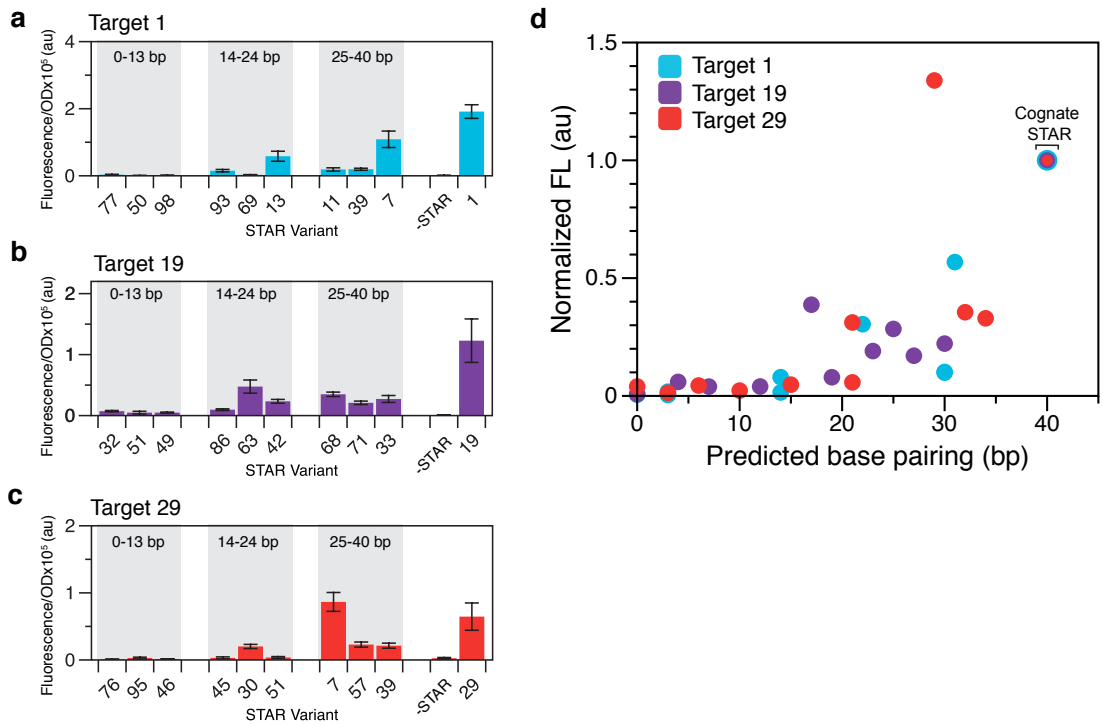 a
Target 1
Fluorescence/ODx10⁵ (au)
4
2
0
0-13 bp
14-24 bp
25-40 bp
77 50 98 93 69 13 11 39 7 -STAR 1
STAR Variant
b
Target 19
Fluorescence/ODx10⁵ (au)
2
1
0
0-13 bp
14-24 bp
25-40 bp
32 51 49 86 63 42 68 71 33 -STAR 19
STAR Variant
c
Target 29
Fluorescence/ODx10⁵ (au)
2
1
0
0-13 bp
14-24 bp
25-40 bp
76 95 46 45 30 51 7 57 39 -STAR 29
STAR Variant
d
Normalized FL (au)
1.5
1.0
0.5
0
Target 1
Target 19
Target 29
Cognate
STAR
0 10 20 30 40
Predicted base pairing (bp)